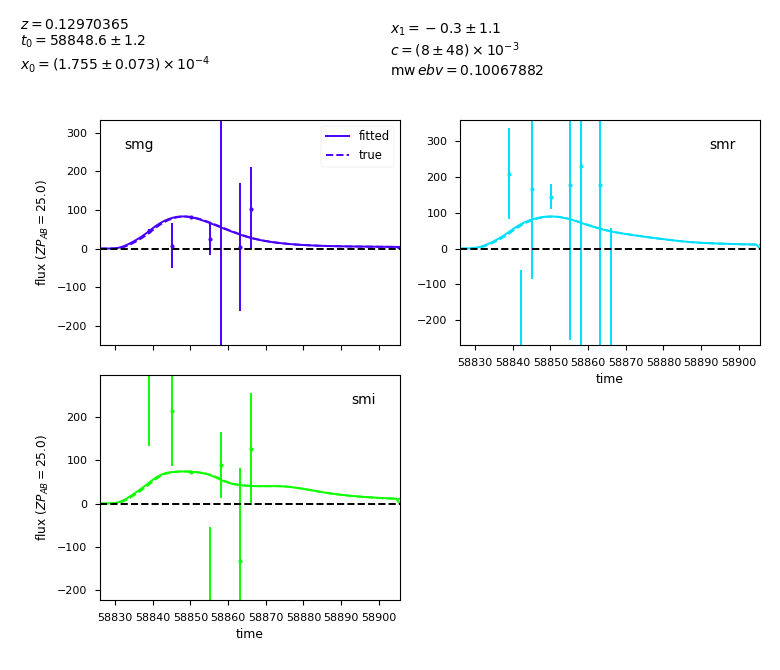 z = 0.12970365
t₀ = 58848.6 ± 1.2
x₀ = (1.755 ± 0.073) × 10⁻⁴
x₁ = −0.3 ± 1.1
c = (8 ± 48) × 10⁻³
mw ebv = 0.10067882
smg
fitted
true
300
200
100
0
−100
−200
flux (ZP_AB = 25.0)
smr
300
200
100
0
−100
−200
58830 58840 58850 58860 58870 58880 58890 58900
time
smi
200
100
0
−100
−200
flux (ZP_AB = 25.0)
58830 58840 58850 58860 58870 58880 58890 58900
time